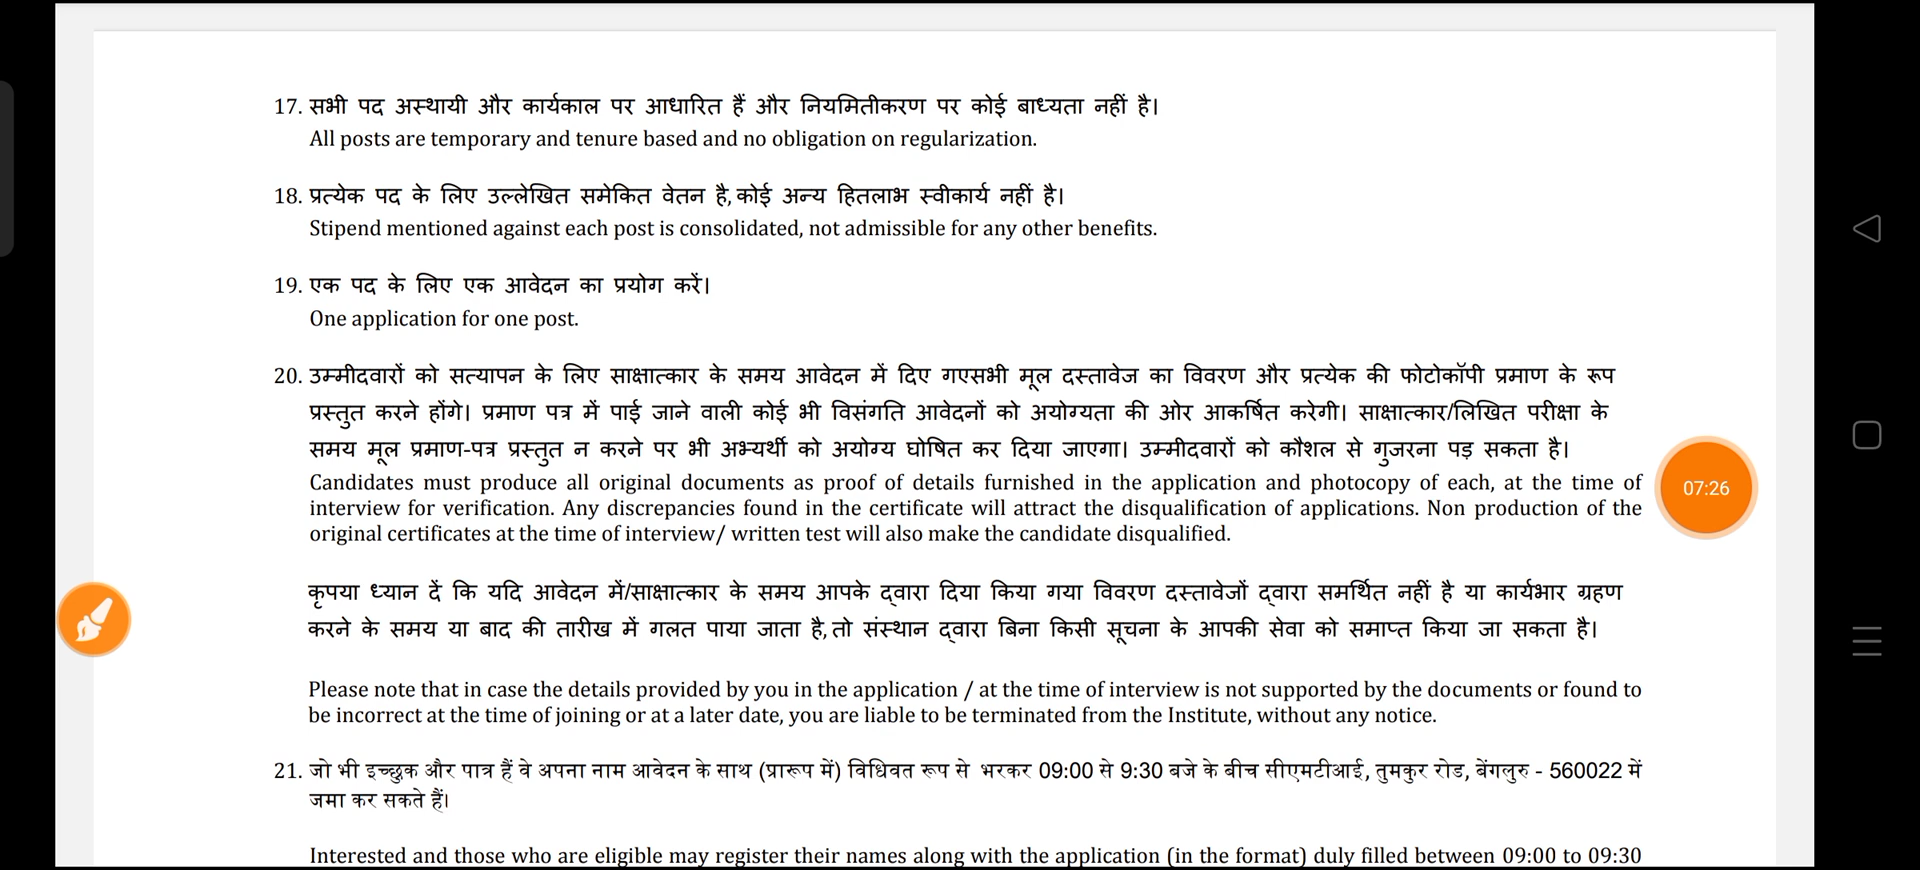 17. सभी पद अस्थायी और कार्यकाल पर आधारित हैं और नियमितीकरण पर कोई बाध्यता नहीं है।
All posts are temporary and tenure based and no obligation on regularization.
18. प्रत्येक पद के लिए उल्लेखित समेकित वेतन है, कोई अन्य हितलाभ स्वीकार्य नहीं है।
Stipend mentioned against each post is consolidated, not admissible for any other benefits.
19. एक पद के लिए एक आवेदन का प्रयोग करें।
One application for one post.
20. उम्मीदवारों को सत्यापन के लिए साक्षात्कार के समय आवेदन में दिए गएसभी मूल दस्तावेज का विवरण और प्रत्येक की फोटोकॉपी प्रमाण के रूप
प्रस्तुत करने होंगे। प्रमाण पत्र में पाई जाने वाली कोई भी विसंगति आवेदनों को अयोग्यता की ओर आकर्षित करेगी। साक्षात्कार/लिखित परीक्षा के
समय मूल प्रमाण-पत्र प्रस्तुत न करने पर भी अभ्यर्थी को अयोग्य घोषित कर दिया जाएगा। उम्मीदवारों को कौशल से गुजरना पड़ सकता है।
Candidates must produce all original documents as proof of details furnished in the application and photocopy of each, at the time of
interview for verification. Any discrepancies found in the certificate will attract the disqualification of applications. Non production of the
original certificates at the time of interview/ written test will also make the candidate disqualified.
07:26
कृपया ध्यान दें कि यदि आवेदन में/साक्षात्कार के समय आपके द्वारा दिया किया गया विवरण दस्तावेजों द्वारा समर्थित नहीं है या कार्यभार ग्रहण
करने के समय या बाद की तारीख में गलत पाया जाता है, तो संस्थान द्वारा बिना किसी सूचना के आपकी सेवा को समाप्त किया जा सकता है।
Please note that in case the details provided by you in the application / at the time of interview is not supported by the documents or found to
be incorrect at the time of joining or at a later date, you are liable to be terminated from the Institute, without any notice.
21. जो भी इच्छुक और पात्र हैं वे अपना नाम आवेदन के साथ (प्रारूप में) विधिवत रूप से भरकर 09:00 से 9:30 बजे के बीच सीएमटीआई, तुमकुर रोड, बेंगलुरु - 560022 में
जमा कर सकते हैं।
Interested and those who are eligible may register their names along with the application (in the format) duly filled between 09:00 to 09:30